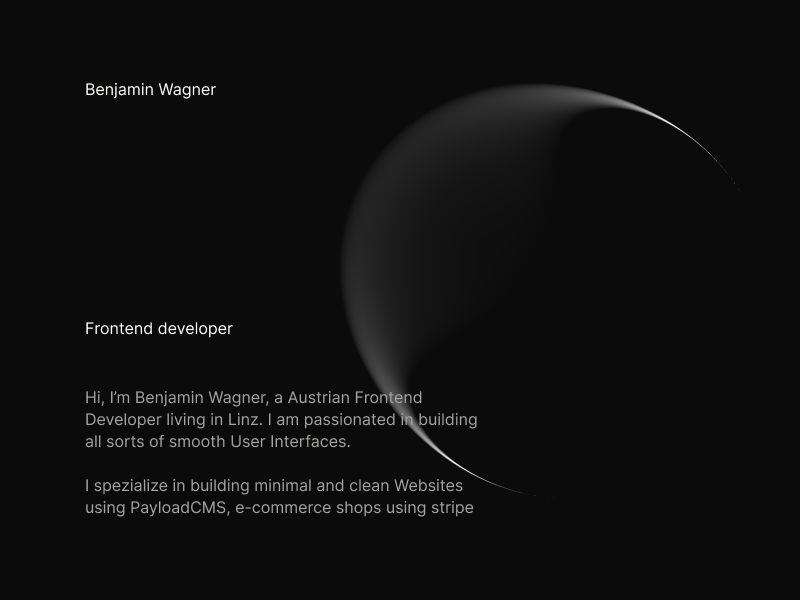 Benjamin Wagner
Frontend developer
Hi, I’m Benjamin Wagner, a Austrian Frontend
Developer living in Linz. I am passionated in building
all sorts of smooth User Interfaces.
I spezialize in building minimal and clean Websites
using PayloadCMS, e-commerce shops using stripe